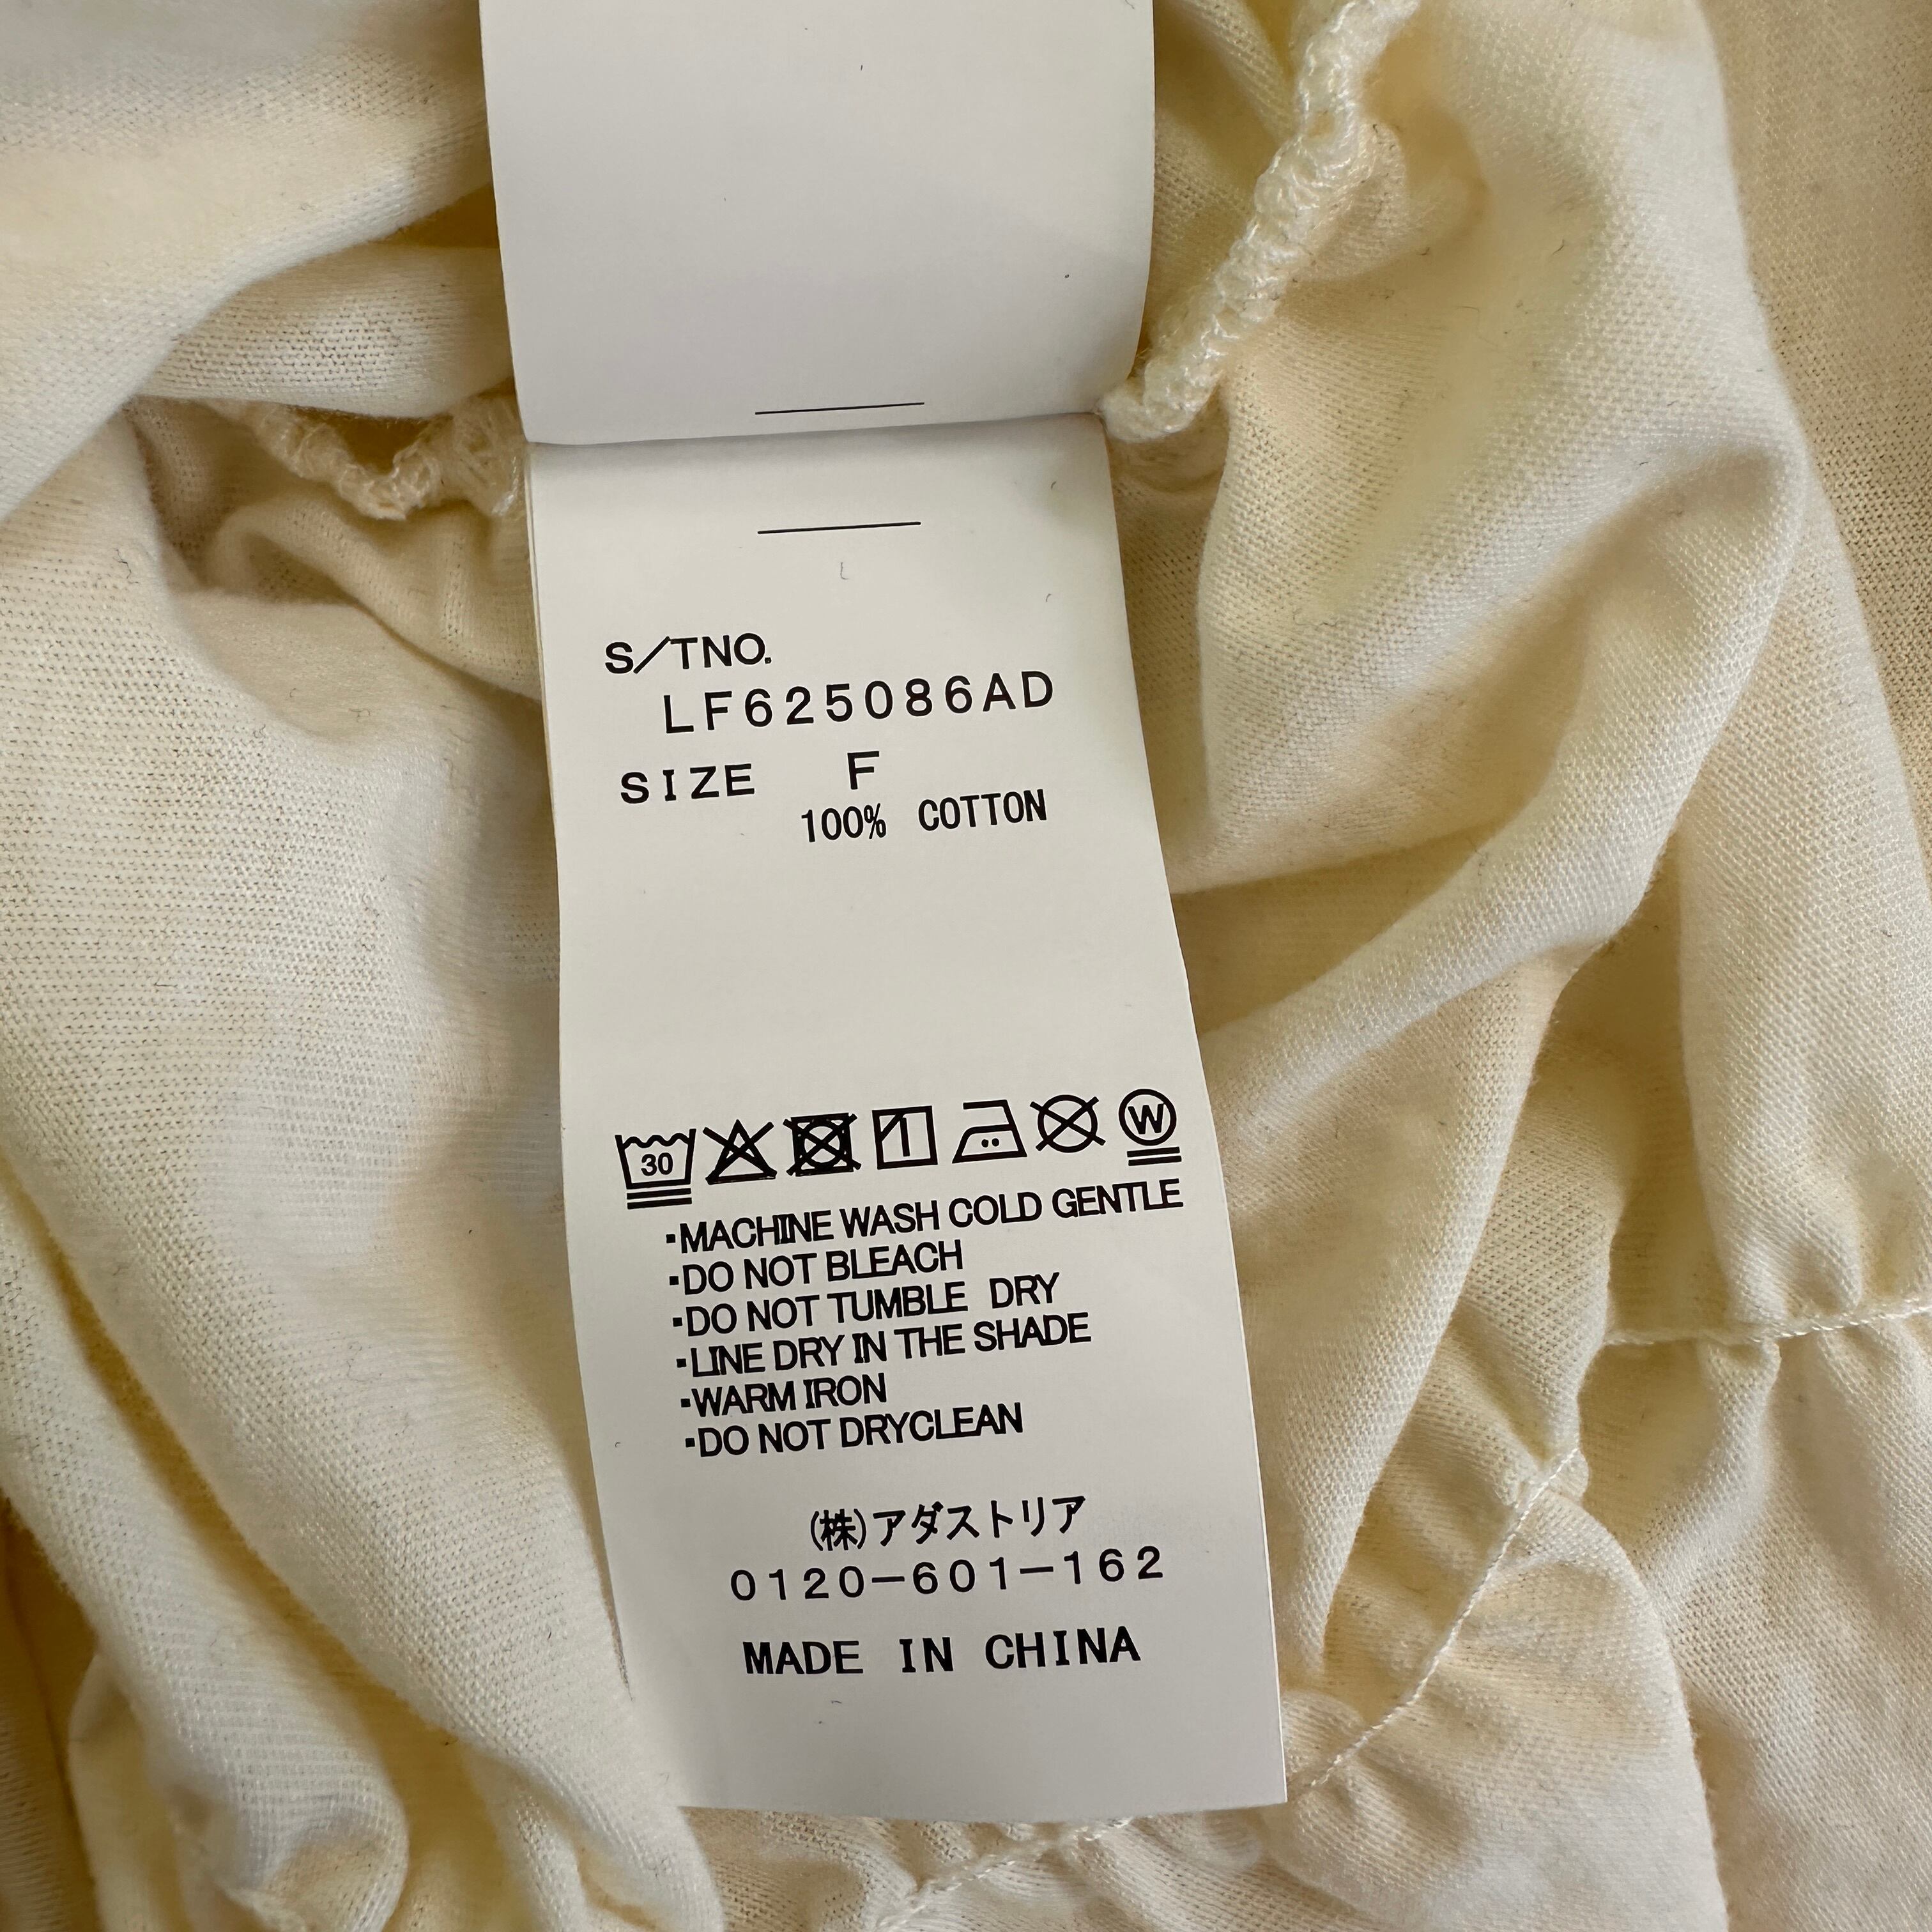 S/TNO.
LF625086AD
SIZE F
100% COTTON
30 W
▪MACHINE WASH COLD GENTLE
▪DO NOT BLEACH
▪DO NOT TUMBLE DRY
▪LINE DRY IN THE SHADE
▪WARM IRON
▪DO NOT DRYCLEAN
(株)アダストリア
0120-601-162
MADE IN CHINA